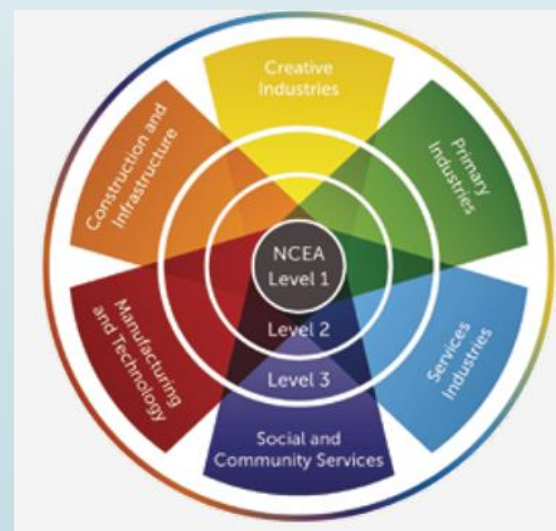 Creative
Industries
Primary
Industries
Services
Industries
Social and
Community Services
Manufacturing
and Technology
Construction and
Infrastructure
NCEA
Level 1
Level 2
Level 3